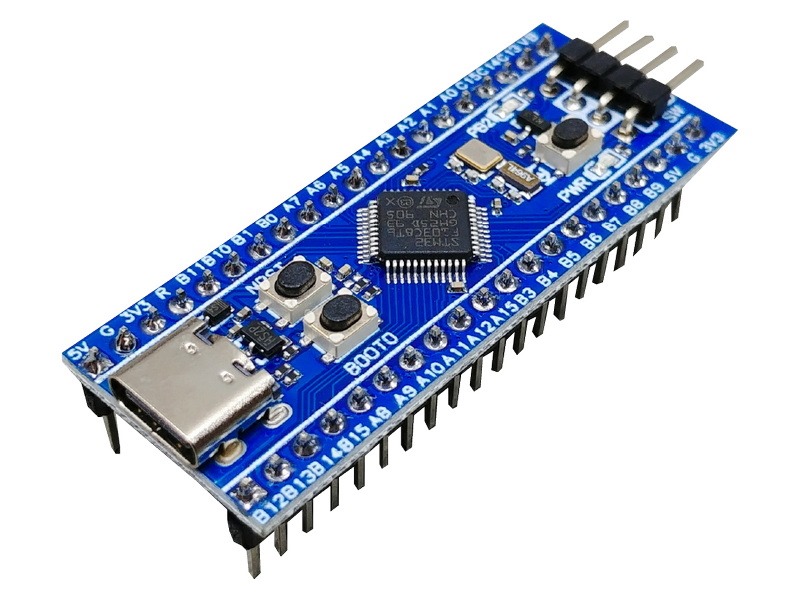 5V G 3V3 R B11 B10 B1 B0 A7 A6 A5 A4 A3 A2 A1 A0 C15 C14 C13 VB
NRST
BOOT0
STM32
F103C8T6
CHN
PWR
SW
B12 B13 B14 B15 A8 A9 A10 A11 A12 A15 B3 B4 B5 B6 B7 B8 B9 5V G 3V3